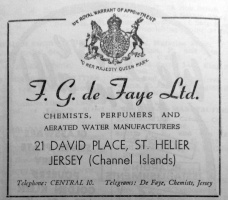 BY ROYAL WARRANT OF APPOINTMENT
TO HER MAJESTY QUEEN MARY
F. G. de Faye Ltd.
CHEMISTS, PERFUMERS AND
AERATED WATER MANUFACTURERS
21 DAVID PLACE, ST. HELIER
JERSEY (Channel Islands)
Telephone: CENTRAL 10. Telegrams: De Faye, Chemists, Jersey